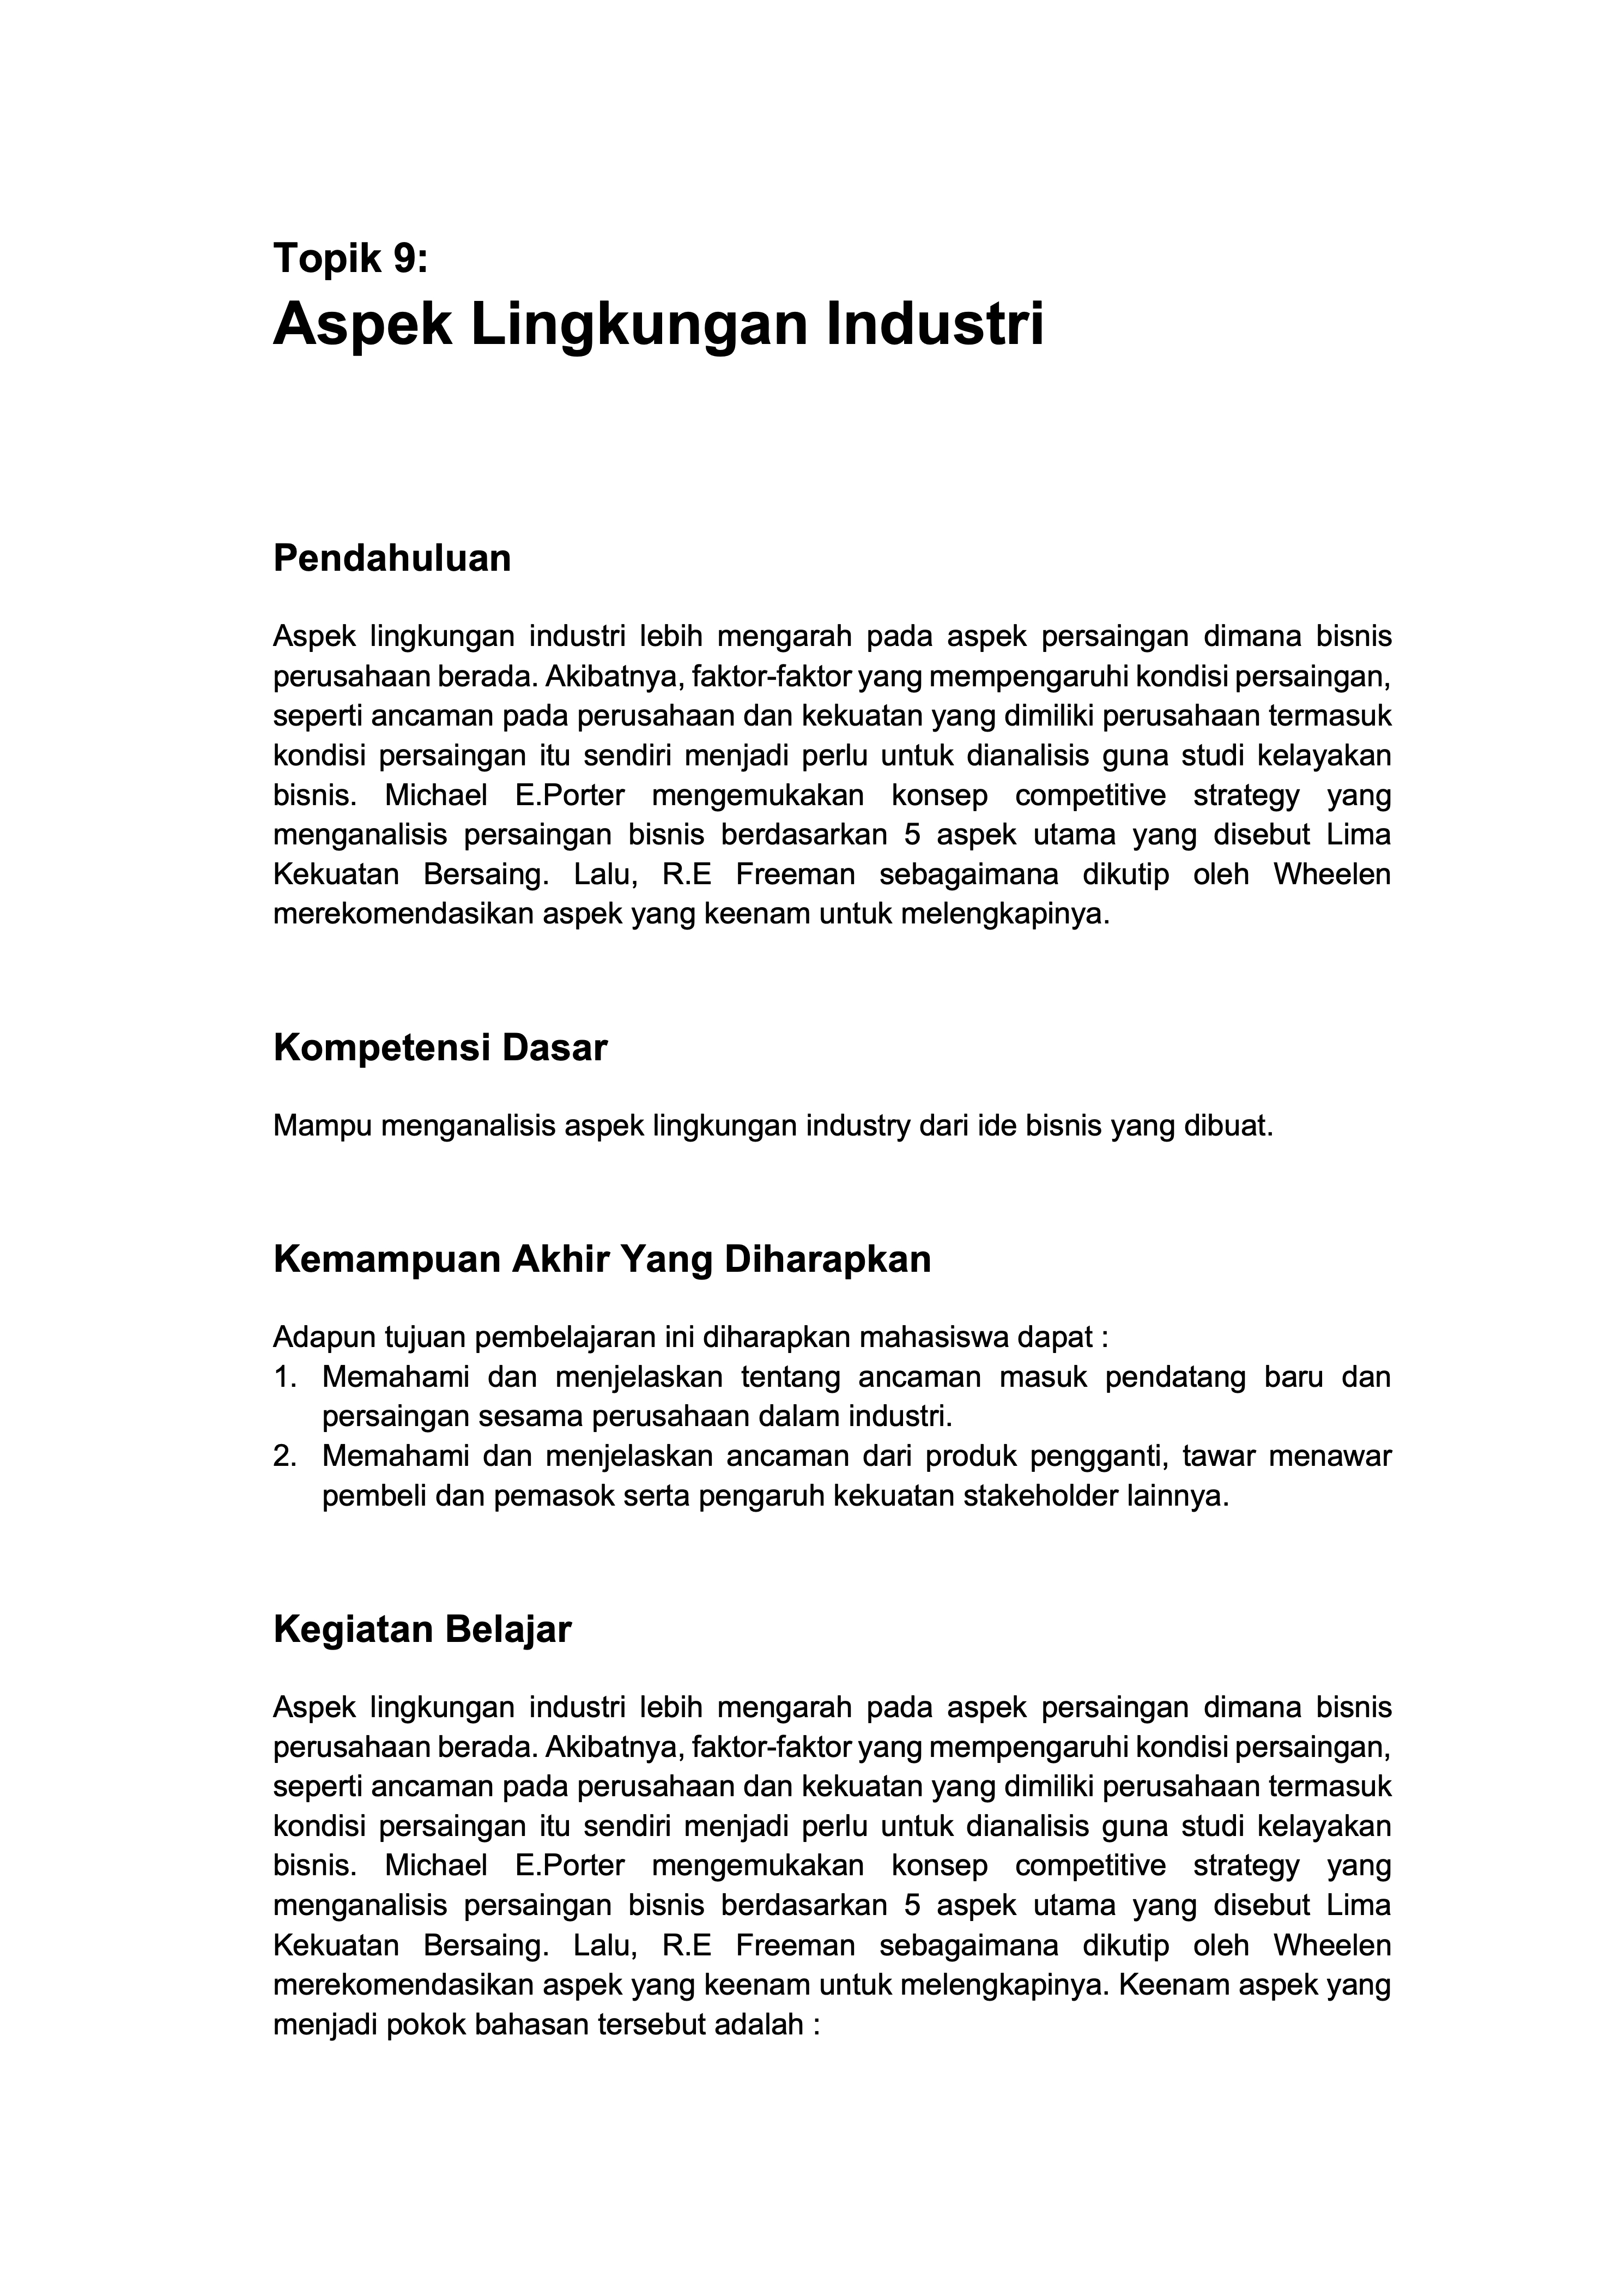 Topik 9:
Aspek Lingkungan Industri
Pendahuluan
Aspek lingkungan industri lebih mengarah pada aspek persaingan dimana bisnis
perusahaan berada. Akibatnya, faktor-faktor yang mempengaruhi kondisi persaingan,
seperti ancaman pada perusahaan dan kekuatan yang dimiliki perusahaan termasuk
kondisi persaingan itu sendiri menjadi perlu untuk dianalisis guna studi kelayakan
bisnis. Michael E.Porter mengemukakan konsep competitive strategy yang
menganalisis persaingan bisnis berdasarkan 5 aspek utama yang disebut Lima
Kekuatan Bersaing. Lalu, R.E Freeman sebagaimana dikutip oleh Wheelen
merekomendasikan aspek yang keenam untuk melengkapinya.
Kompetensi Dasar
Mampu menganalisis aspek lingkungan industry dari ide bisnis yang dibuat.
Kemampuan Akhir Yang Diharapkan
Adapun tujuan pembelajaran ini diharapkan mahasiswa dapat :
1. Memahami dan menjelaskan tentang ancaman masuk pendatang baru dan
persaingan sesama perusahaan dalam industri.
2. Memahami dan menjelaskan ancaman dari produk pengganti, tawar menawar
pembeli dan pemasok serta pengaruh kekuatan stakeholder lainnya.
Kegiatan Belajar
Aspek lingkungan industri lebih mengarah pada aspek persaingan dimana bisnis
perusahaan berada. Akibatnya, faktor-faktor yang mempengaruhi kondisi persaingan,
seperti ancaman pada perusahaan dan kekuatan yang dimiliki perusahaan termasuk
kondisi persaingan itu sendiri menjadi perlu untuk dianalisis guna studi kelayakan
bisnis. Michael E.Porter mengemukakan konsep competitive strategy yang
menganalisis persaingan bisnis berdasarkan 5 aspek utama yang disebut Lima
Kekuatan Bersaing. Lalu, R.E Freeman sebagaimana dikutip oleh Wheelen
merekomendasikan aspek yang keenam untuk melengkapinya. Keenam aspek yang
menjadi pokok bahasan tersebut adalah :